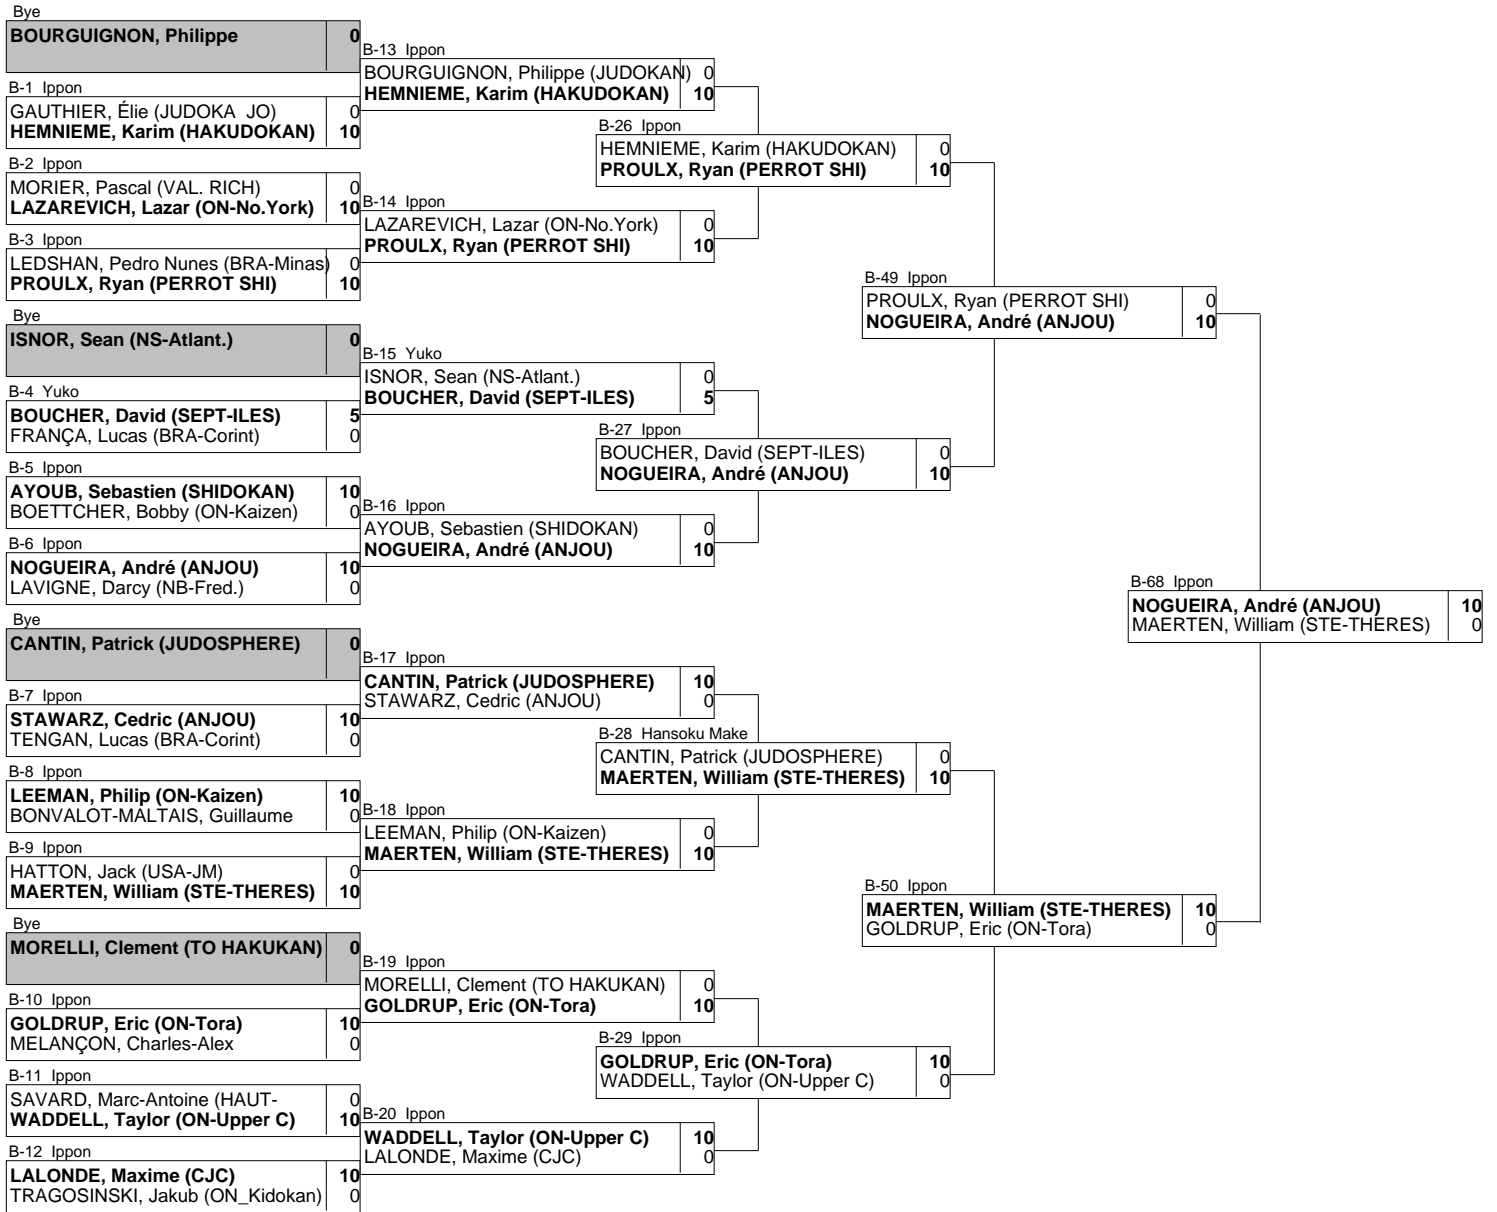 Bye
BOURGUIGNON, Philippe 0
B-1 Ippon
GAUTHIER, Élie (JUDOKA JO) 0
HEMNIEME, Karim (HAKUDOKAN) 10
B-2 Ippon
MORIER, Pascal (VAL. RICH) 0
LAZAREVICH, Lazar (ON-No.York) 10
B-3 Ippon
LEDSHAN, Pedro Nunes (BRA-Minas) 0
PROULX, Ryan (PERROT SHI) 10
Bye
ISNOR, Sean (NS-Atlant.) 0
B-4 Yuko
BOUCHER, David (SEPT-ILES) 5
FRANÇA, Lucas (BRA-Corint) 0
B-5 Ippon
AYOUB, Sebastien (SHIDOKAN) 10
BOETTCHER, Bobby (ON-Kaizen) 0
B-6 Ippon
NOGUEIRA, André (ANJOU) 10
LAVIGNE, Darcy (NB-Fred.) 0
Bye
CANTIN, Patrick (JUDOSPHERE) 0
B-7 Ippon
STAWARZ, Cedric (ANJOU) 10
TENGAN, Lucas (BRA-Corint) 0
B-8 Ippon
LEEMAN, Philip (ON-Kaizen) 10
BONVALOT-MALTAIS, Guillaume 0
B-9 Ippon
HATTON, Jack (USA-JM) 0
MAERTEN, William (STE-THERES) 10
Bye
MORELLI, Clement (TO HAKUKAN) 0
B-10 Ippon
GOLDRUP, Eric (ON-Tora) 10
MELANÇON, Charles-Alex 0
B-11 Ippon
SAVARD, Marc-Antoine (HAUT- 0
WADDELL, Taylor (ON-Upper C) 10
B-12 Ippon
LALONDE, Maxime (CJC) 10
TRAGOSINSKI, Jakub (ON_Kidokan) 0
B-13 Ippon
BOURGUIGNON, Philippe (JUDOKAN) 0
HEMNIEME, Karim (HAKUDOKAN) 10
B-14 Ippon
LAZAREVICH, Lazar (ON-No.York) 0
PROULX, Ryan (PERROT SHI) 10
B-15 Yuko
ISNOR, Sean (NS-Atlant.) 0
BOUCHER, David (SEPT-ILES) 5
B-16 Ippon
AYOUB, Sebastien (SHIDOKAN) 0
NOGUEIRA, André (ANJOU) 10
B-17 Ippon
CANTIN, Patrick (JUDOSPHERE) 10
STAWARZ, Cedric (ANJOU) 0
B-18 Ippon
LEEMAN, Philip (ON-Kaizen) 0
MAERTEN, William (STE-THERES) 10
B-19 Ippon
MORELLI, Clement (TO HAKUKAN) 0
GOLDRUP, Eric (ON-Tora) 10
B-20 Ippon
WADDELL, Taylor (ON-Upper C) 10
LALONDE, Maxime (CJC) 0
B-26 Ippon
HEMNIEME, Karim (HAKUDOKAN) 0
PROULX, Ryan (PERROT SHI) 10
B-27 Ippon
BOUCHER, David (SEPT-ILES) 0
NOGUEIRA, André (ANJOU) 10
B-28 Hansoku Make
CANTIN, Patrick (JUDOSPHERE) 0
MAERTEN, William (STE-THERES) 10
B-29 Ippon
GOLDRUP, Eric (ON-Tora) 10
WADDELL, Taylor (ON-Upper C) 0
B-49 Ippon
PROULX, Ryan (PERROT SHI) 0
NOGUEIRA, André (ANJOU) 10
B-50 Ippon
MAERTEN, William (STE-THERES) 10
GOLDRUP, Eric (ON-Tora) 0
B-68 Ippon
NOGUEIRA, André (ANJOU) 10
MAERTEN, William (STE-THERES) 0